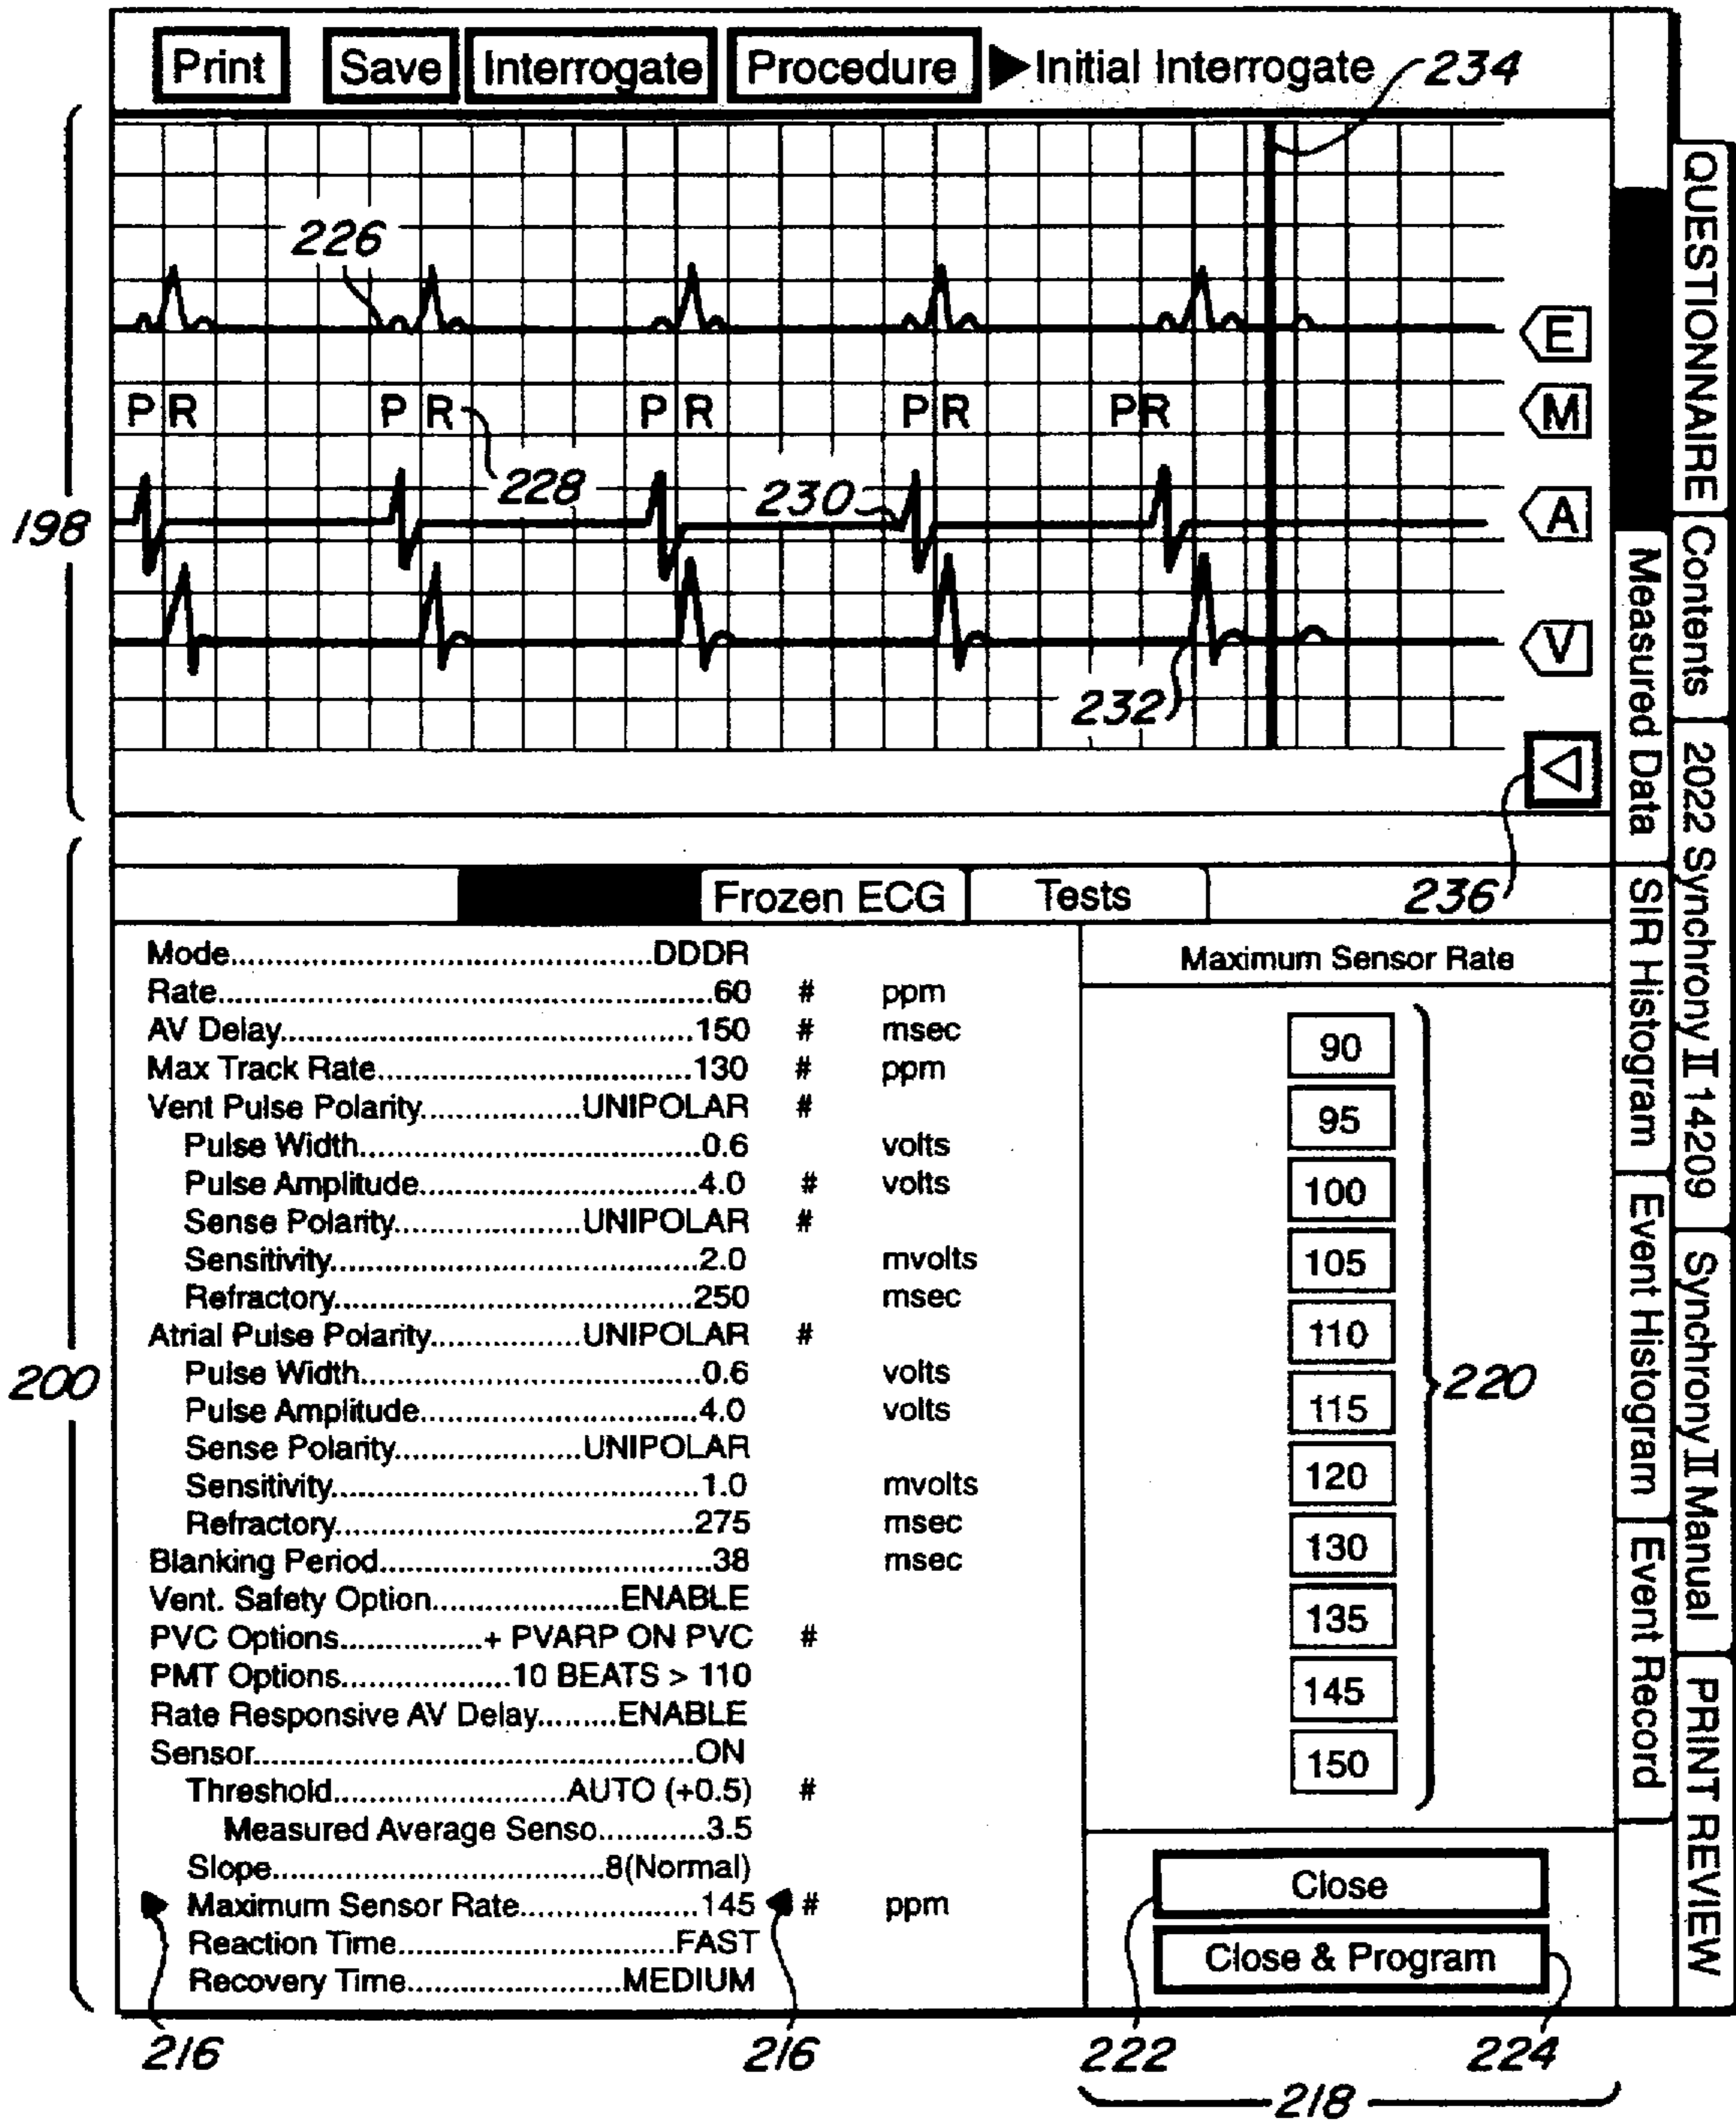 Print Save Interrogate Procedure ▶Initial Interrogate 234
226
E
P R P R P R P R PR M
228
230
A
198
V
232
236
Frozen ECG Tests
Mode.............................................DDDR
Rate......................................................60 # ppm
AV Delay.............................................150 # msec
Max Track Rate..................................130 # ppm
Vent Pulse Polarity..................UNIPOLAR #
Pulse Width.....................................0.6 volts
Pulse Amplitude..............................4.0 # volts
Sense Polarity....................UNIPOLAR #
Sensitivity........................................2.0 mvolts
Refractory.......................................250 msec
Atrial Pulse Polarity................UNIPOLAR #
Pulse Width.....................................0.6 volts
Pulse Amplitude..............................4.0 volts
Sense Polarity....................UNIPOLAR
Sensitivity........................................1.0 mvolts
Refractory.......................................275 msec
Blanking Period....................................38 msec
Vent. Safety Option....................ENABLE
PVC Options...............+ PVARP ON PVC #
PMT Options...................10 BEATS > 110
Rate Responsive AV Delay.........ENABLE
Sensor................................................ON
Threshold.........................AUTO (+0.5) #
Measured Average Senso............3.5
Slope...................................8(Normal)
Maximum Sensor Rate....................145 # ppm
Reaction Time..............................FAST
Recovery Time.......................MEDIUM
200
Maximum Sensor Rate
90
95
100
105
110
115
120
130
135
145
150
220
Close
Close & Program
216 216 222 224
218
Measured Data SIR Histogram Event Histogram Event Record
QUESTIONNAIRE Contents 2022 Synchrony II 14209 Synchrony II Manual PRINT REVIEW